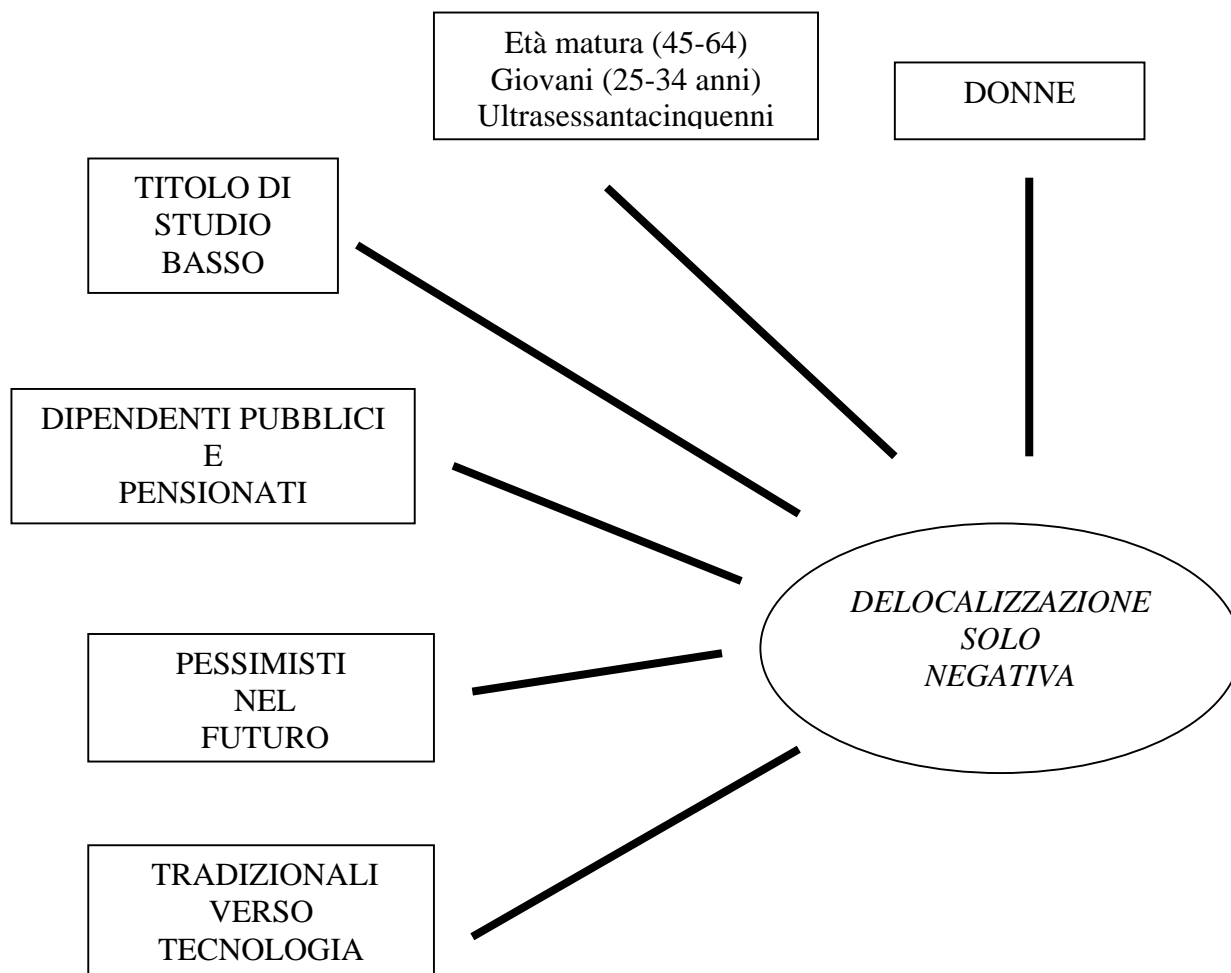 Età matura (45-64)
Giovani (25-34 anni)
Ultrasessantacinquenni
DONNE
TITOLO DI
STUDIO
BASSO
DIPENDENTI PUBBLICI
E
PENSIONATI
DELOCALIZZAZIONE
SOLO
NEGATIVA
PESSIMISTI
NEL
FUTURO
TRADIZIONALI
VERSO
TECNOLOGIA